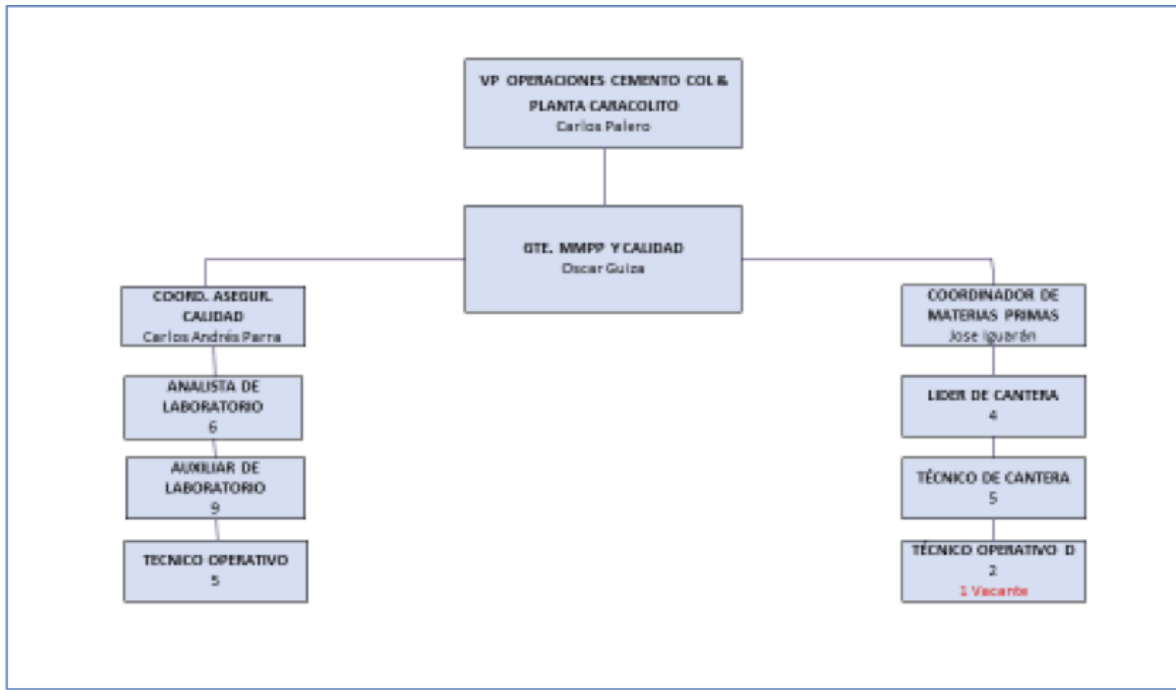 VP OPERACIONES CEMENTO COL &
PLANTA CARACOLITO
Carlos Palero
GTE. MMPP Y CALIDAD
Oscar Guiza
COORD. ASEGUR.
CALIDAD
Carlos Andrés Parra
ANALISTA DE
LABORATORIO
6
AUXILIAR DE
LABORATORIO
9
TECNICO OPERATIVO
5
COORDINADOR DE
MATERIAS PRIMAS
Jose Iguarán
LIDER DE CANTERA
4
TÉCNICO DE CANTERA
5
TÉCNICO OPERATIVO D
2
1 Vacante